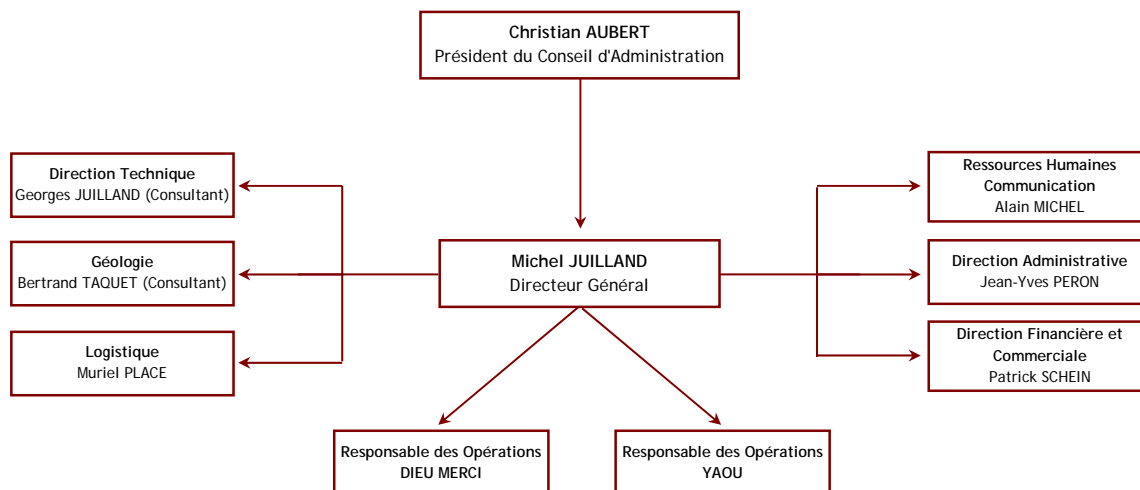 Christian AUBERT
Président du Conseil d'Administration
Direction Technique
Georges JUILLAND (Consultant)
Géologie
Bertrand TAQUET (Consultant)
Logistique
Muriel PLACE
Michel JUILLAND
Directeur Général
Ressources Humaines
Communication
Alain MICHEL
Direction Administrative
Jean-Yves PERON
Direction Financière et
Commerciale
Patrick SCHEIN
Responsable des Opérations
DIEU MERCI
Responsable des Opérations
YAOU